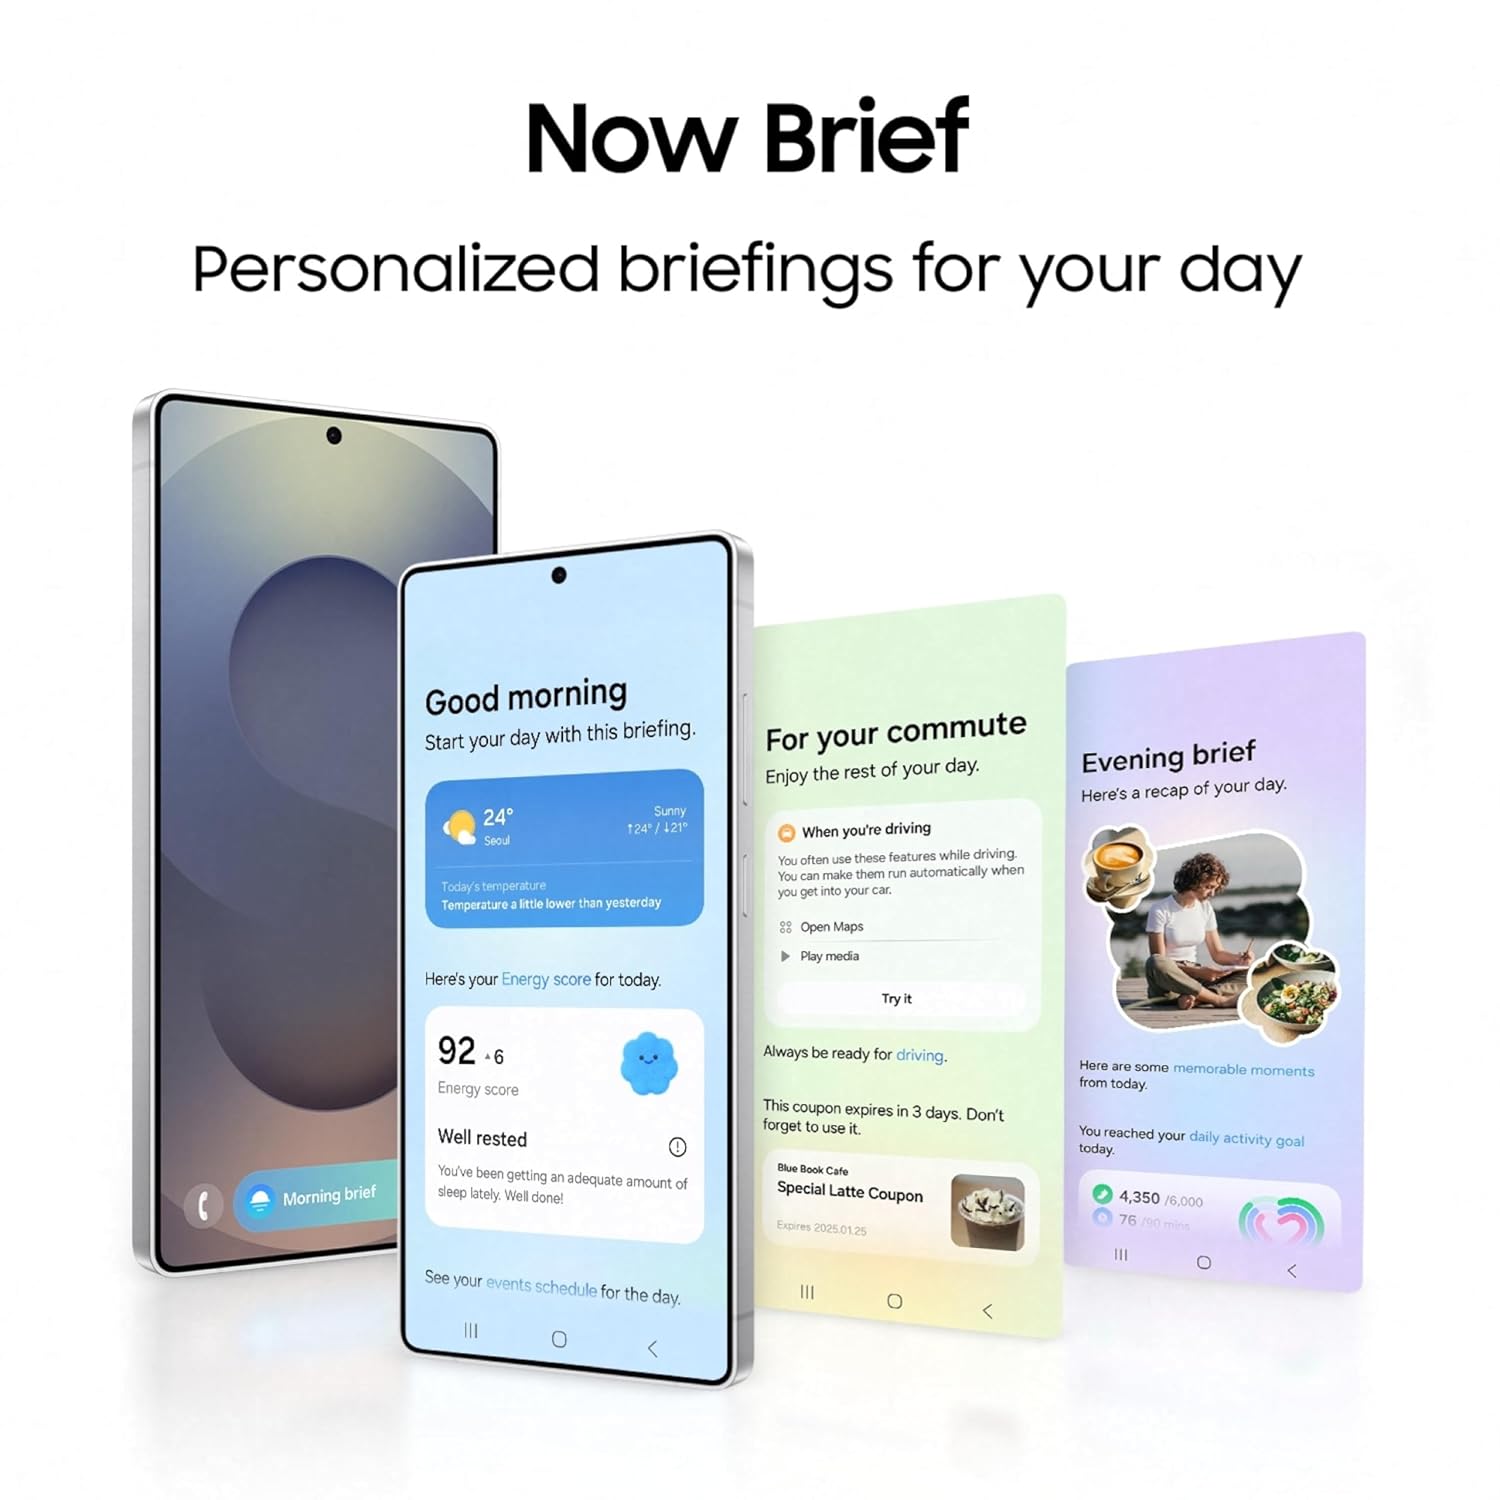 Now Brief
Personalized briefings for your day
Morning brief
Good morning
Start your day with this briefing.
24°
Seoul
Sunny
↑24° / ↓21°
Today's temperature
Temperature a little lower than yesterday
Here's your Energy score for today.
92 ▲6
Energy score
Well rested
You've been getting an adequate amount of
sleep lately. Well done!
See your events schedule for the day.
For your commute
Enjoy the rest of your day.
When you're driving
You often use these features while driving.
You can make them run automatically when
you get into your car.
Open Maps
Play media
Try it
Always be ready for driving.
This coupon expires in 3 days. Don't
forget to use it.
Blue Book Cafe
Special Latte Coupon
Expires 2025.01.25
Evening brief
Here's a recap of your day.
Here are some memorable moments
from today.
You reached your daily activity goal
today.
4,350 /6,000
76 /90 mins